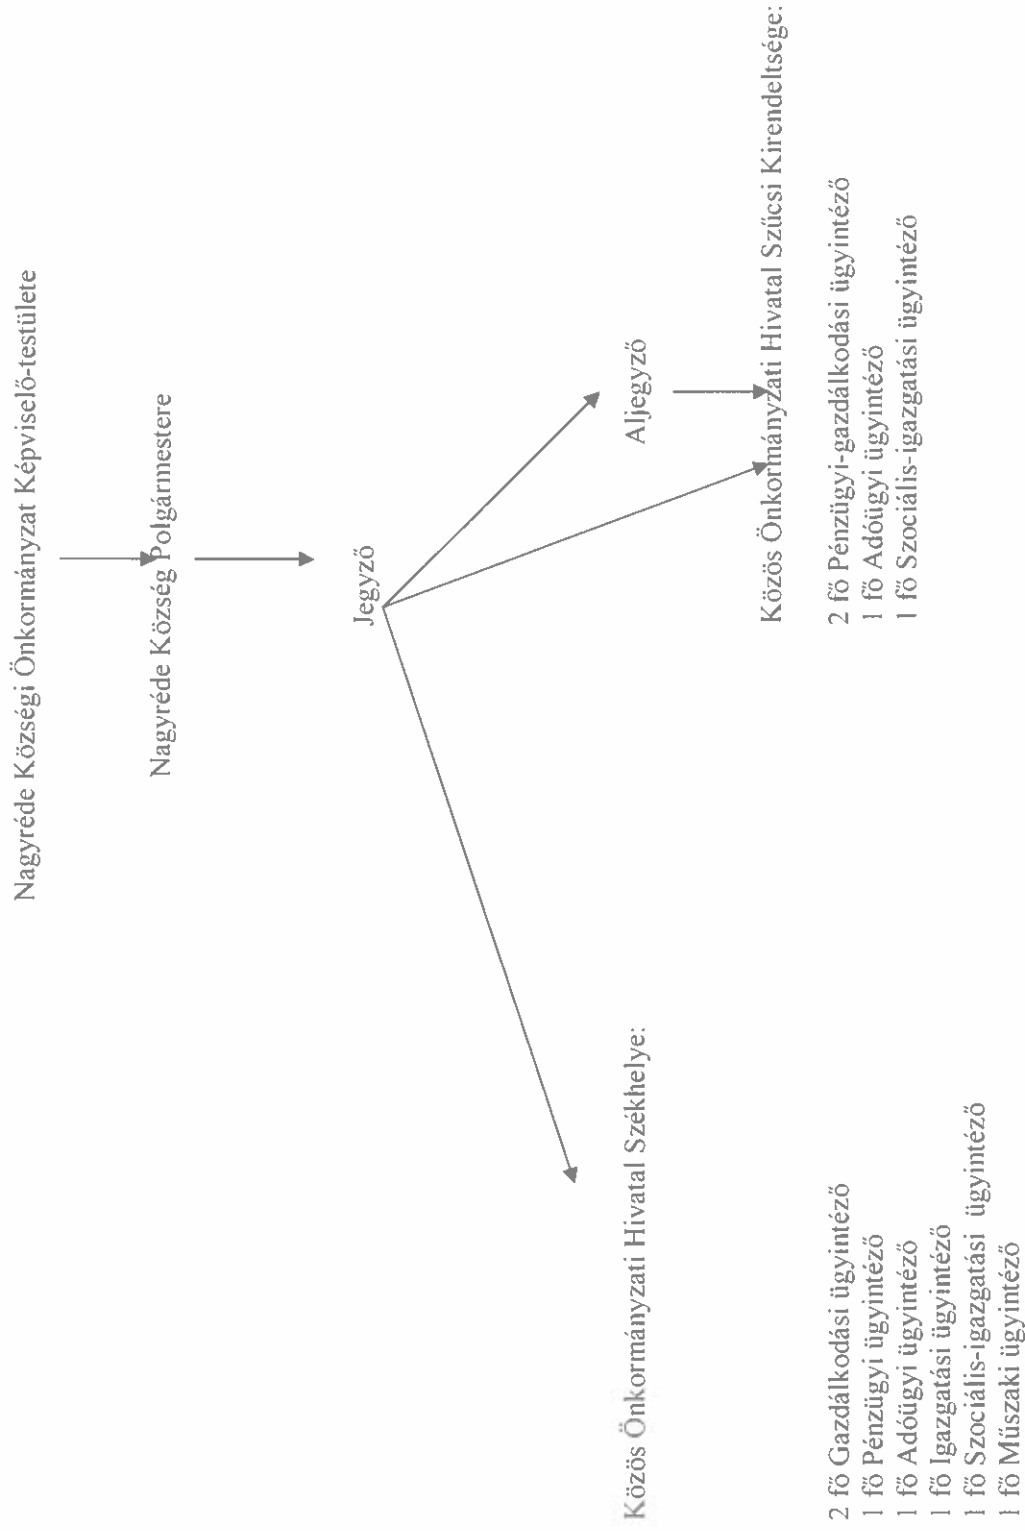 Nagyréde Községi Önkormányzat Képviselő-testülete
Nagyréde Község Polgármestere
Jegyző
Aljegyző
Közös Önkormányzati Hivatal Székhelye:
2 fő Gazdálkodási ügyintéző
1 fő Pénzügyi ügyintéző
1 fő Adóügyi ügyintéző
1 fő Igazgatási ügyintéző
1 fő Szociális-igazgatási ügyintéző
1 fő Műszaki ügyintéző
Közös Önkormányzati Hivatal Szűcsi Kirendeltsége:
2 fő Pénzügyi-gazdálkodási ügyintéző
1 fő Adóügyi ügyintéző
1 fő Szociális-igazgatási ügyintéző